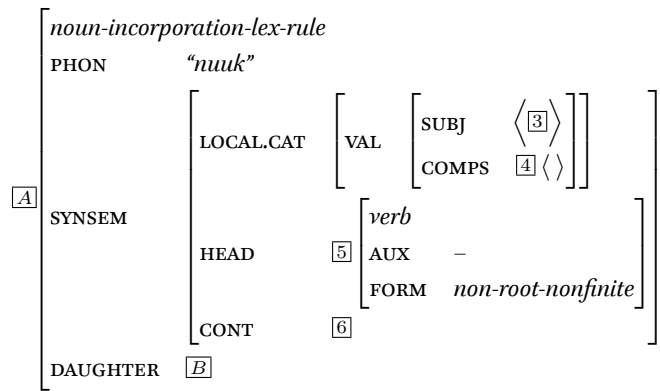 noun-incorporation-lex-rule
PHON “nuuk”
SUBJ ⟨ 3 ⟩
LOCAL.CAT VAL
COMPS 4 ⟨ ⟩
A
SYNSEM
verb
HEAD 5 AUX –
FORM non-root-nonfinite
CONT 6
DAUGHTER B